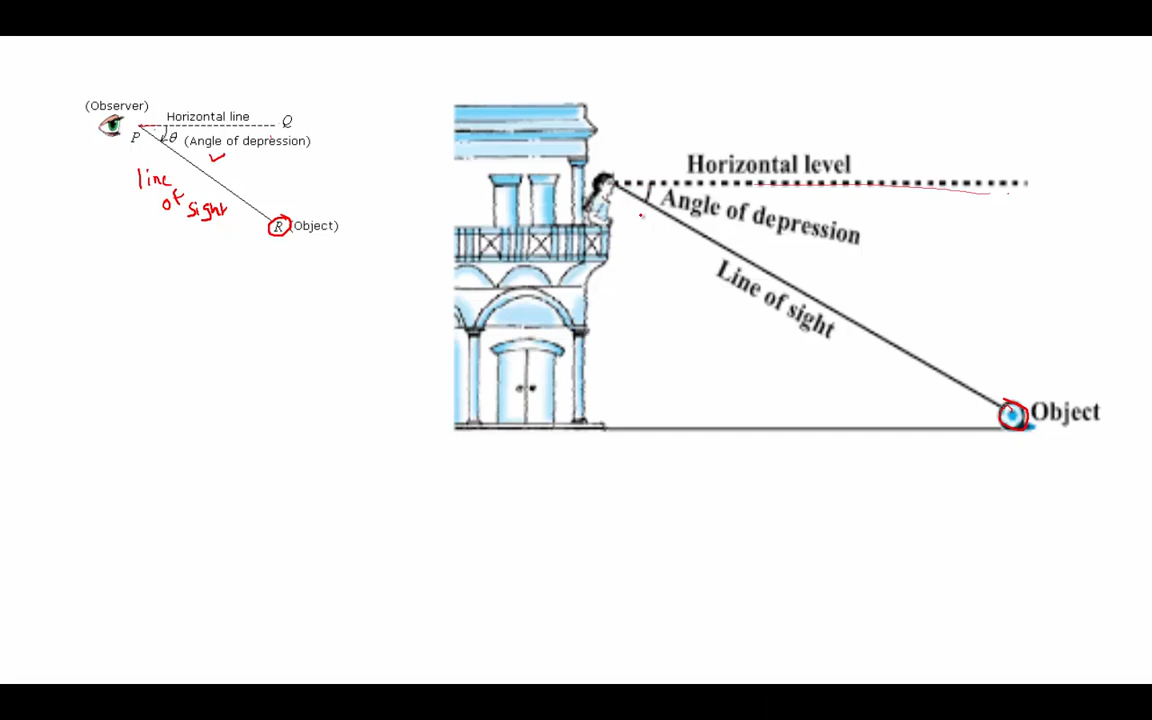 (Observer)
Horizontal line
Q
P
θ
(Angle of depression)
line
of sight
R
(Object)
Horizontal level
Angle of depression
Line of sight
Object